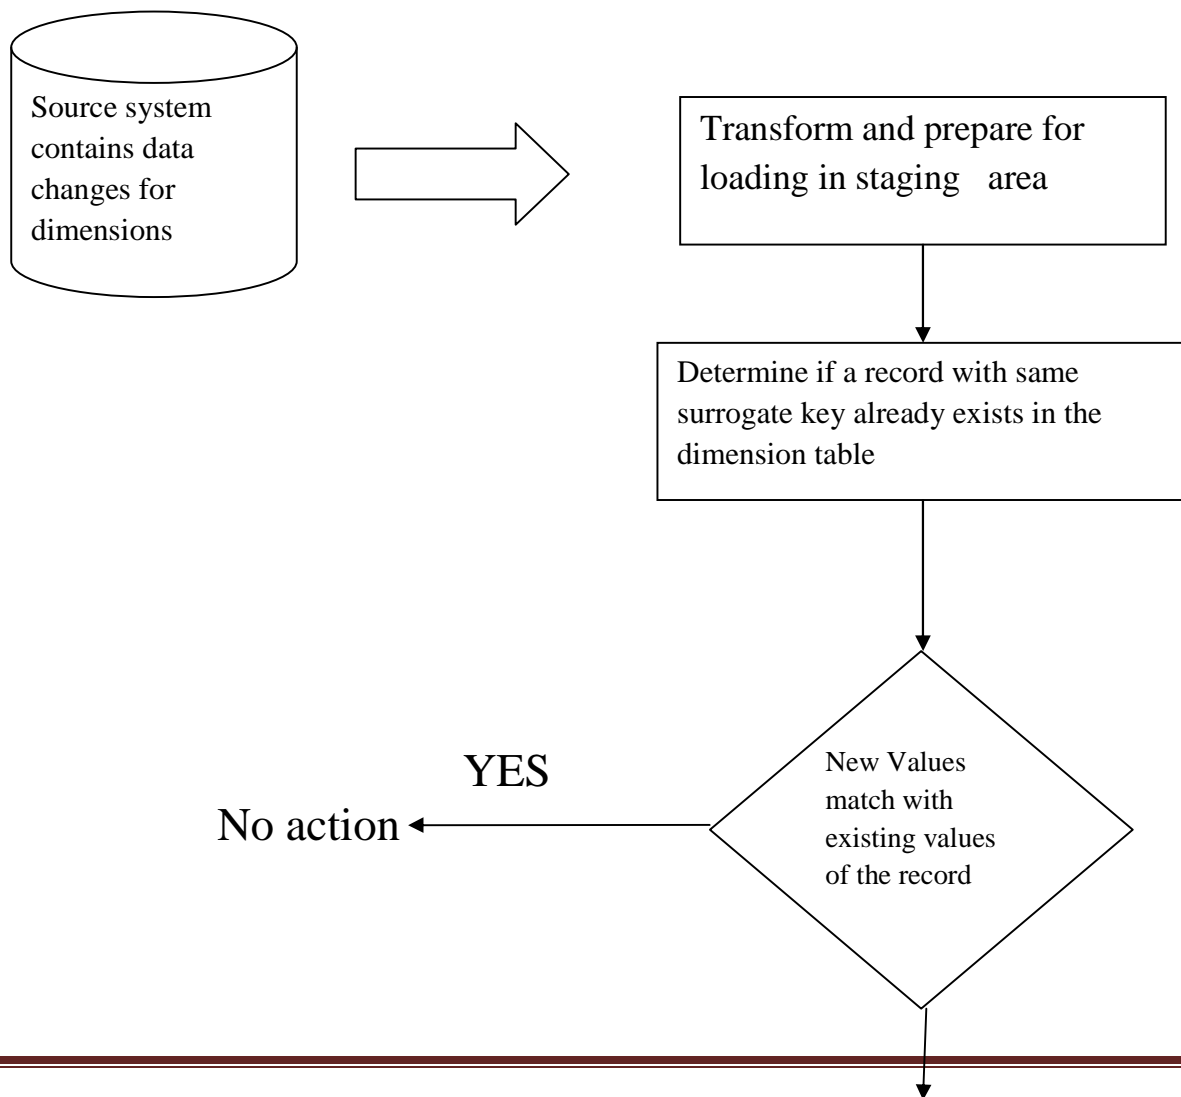 Source system
contains data
changes for
dimensions
Transform and prepare for
loading in staging area
Determine if a record with same
surrogate key already exists in the
dimension table
New Values
match with
existing values
of the record
YES
No action